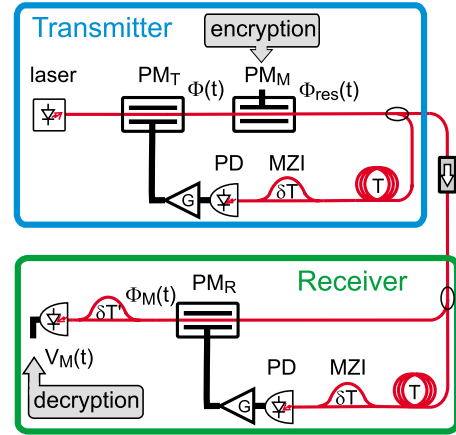 Transmitter
encryption
laser
PM_T
Φ(t)
PM_M
Φ_res(t)
PD
MZI
G
δT
T
Receiver
Φ_M(t)
PM_R
δT'
V_M(t)
PD
MZI
G
δT
T
decryption